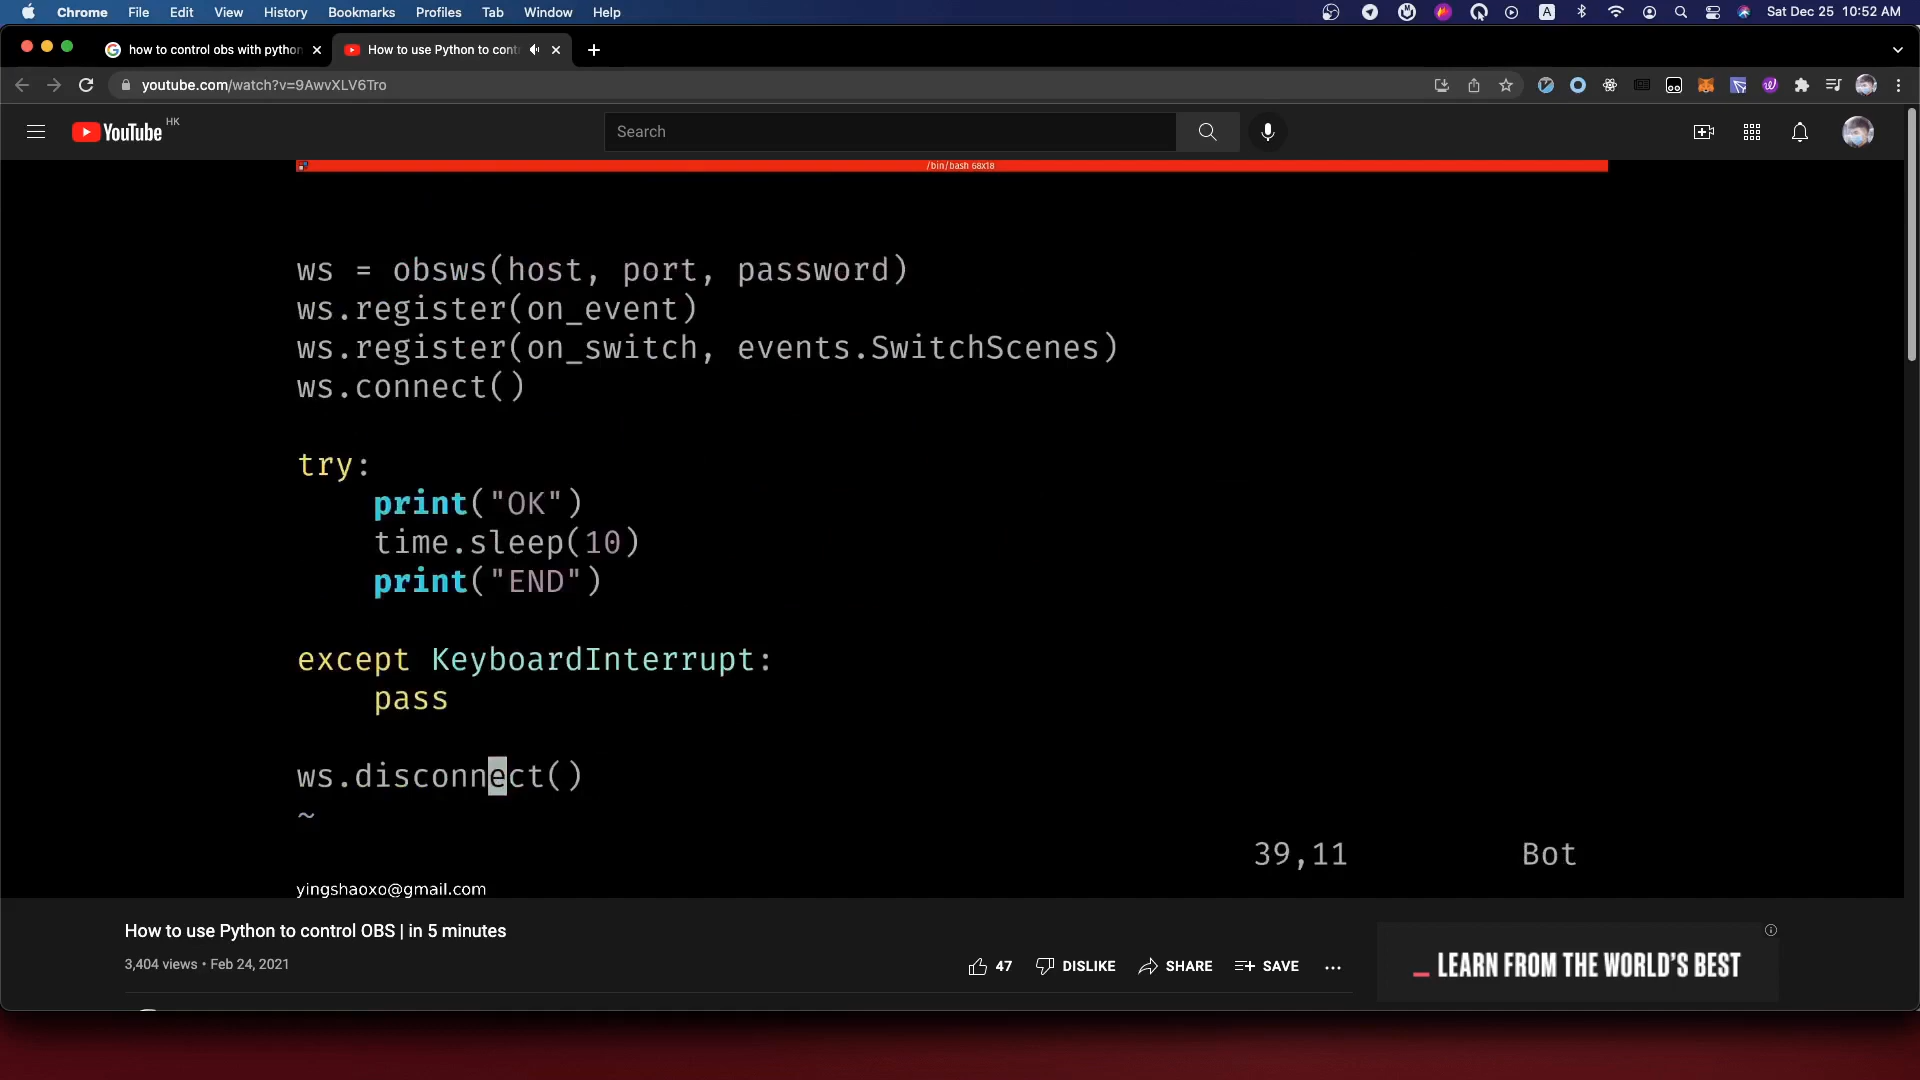 Chrome File Edit View History Bookmarks Profiles Tab Window Help
A
Sat Dec 25 10:52 AM
how to control obs with python
How to use Python to cont
youtube.com/watch?v=9AwvXLV6Tro
YouTube HK
Search
/bin/bash 68x18
ws = obsws(host, port, password)
ws.register(on_event)
ws.register(on_switch, events.SwitchScenes)
ws.connect()
try:
print("OK")
time.sleep(10)
print("END")
except KeyboardInterrupt:
pass
ws.disconnect()
~
39,11 Bot
yingshaoxo@gmail.com
How to use Python to control OBS | in 5 minutes
3,404 views • Feb 24, 2021
47 DISLIKE SHARE SAVE ...
LEARN FROM THE WORLD'S BEST